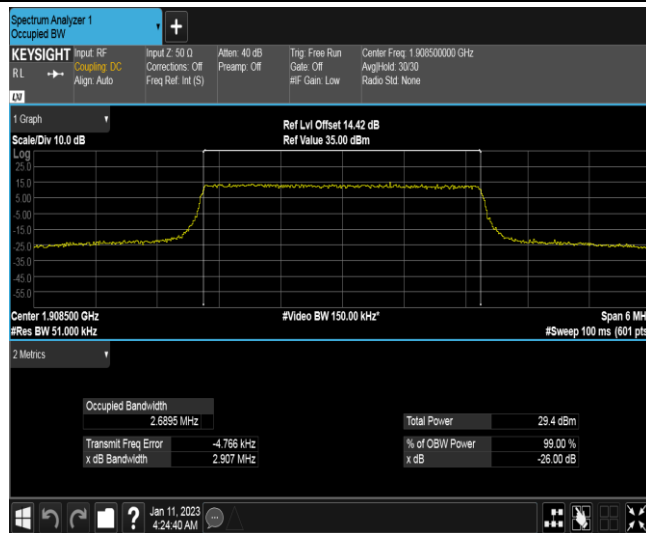 Spectrum Analyzer 1
Occupied BW
+
KEYSIGHT
RL
Input: RF
Coupling: DC
Align: Auto
Input Z: 50 Ω
Corrections: Off
Freq Ref: Int (S)
Atten: 40 dB
Preamp: Off
Trig: Free Run
Gate: Off
#IF Gain: Low
Center Freq: 1.908500000 GHz
Avg|Hold: 30/30
Radio Std: None
1 Graph
Scale/Div 10.0 dB
Ref Lvl Offset 14.42 dB
Ref Value 35.00 dBm
Log
25.0
15.0
5.00
-5.00
-15.0
-25.0
-35.0
-45.0
-55.0
Center 1.908500 GHz
#Video BW 150.00 kHz*
Span 6 MH
#Res BW 51.000 kHz
#Sweep 100 ms (601 pts
2 Metrics
Occupied Bandwidth
2.6895 MHz
Total Power 29.4 dBm
Transmit Freq Error -4.766 kHz
% of OBW Power 99.00 %
x dB Bandwidth 2.907 MHz
x dB -26.00 dB
?
Jan 11, 2023
4:24:40 AM